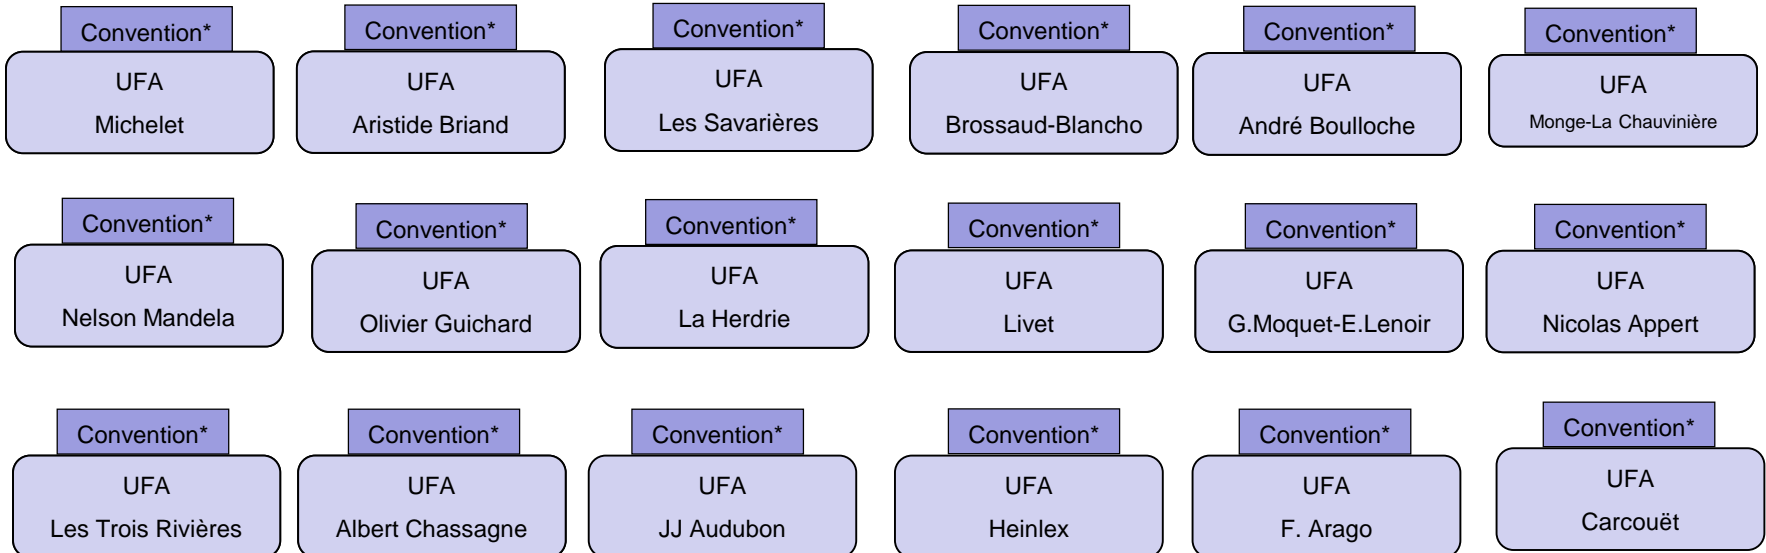 Convention*
UFA
Michelet
Convention*
UFA
Aristide Briand
Convention*
UFA
Les Savarières
Convention*
UFA
Brossaud-Blancho
Convention*
UFA
André Boulloche
Convention*
UFA
Monge-La Chauvinière
Convention*
UFA
Nelson Mandela
Convention*
UFA
Olivier Guichard
Convention*
UFA
La Herdrie
Convention*
UFA
Livet
Convention*
UFA
G.Moquet-E.Lenoir
Convention*
UFA
Nicolas Appert
Convention*
UFA
Les Trois Rivières
Convention*
UFA
Albert Chassagne
Convention*
UFA
JJ Audubon
Convention*
UFA
Heinlex
Convention*
UFA
F. Arago
Convention*
UFA
Carcouët